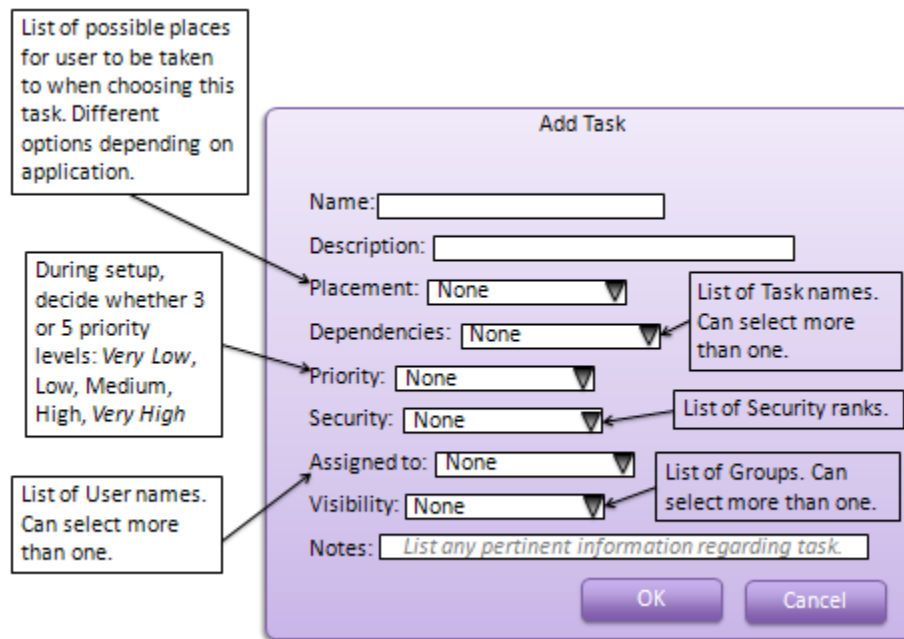 List of possible places
for user to be taken
to when choosing this
task. Different
options depending on
application.
Add Task
Name:
Description:
During setup,
decide whether 3
or 5 priority
levels: Very Low,
Low, Medium,
High, Very High
Placement: None
List of Task names.
Can select more
than one.
Dependencies: None
Priority: None
Security: None
List of Security ranks.
Assigned to: None
List of Groups. Can
select more than one.
List of User names.
Can select more
than one.
Visibility: None
Notes: List any pertinent information regarding task.
OK
Cancel